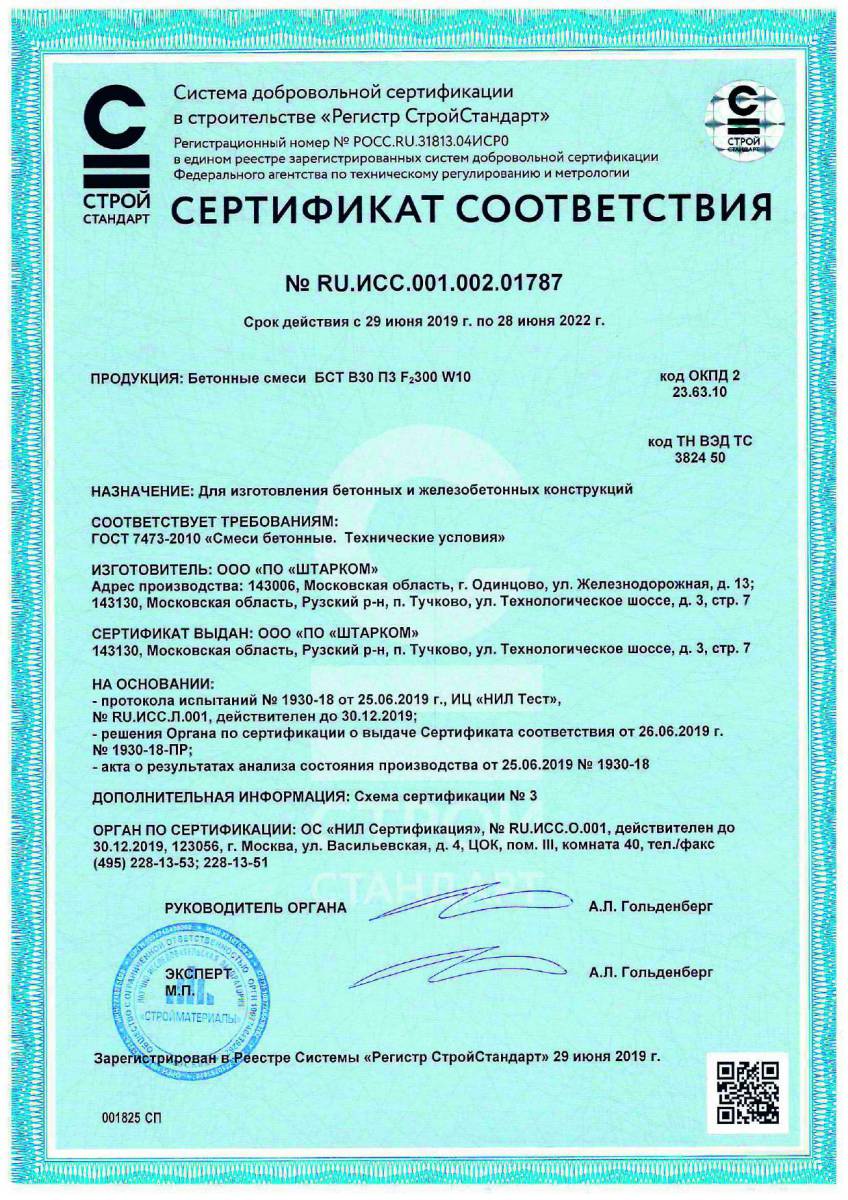 Система добровольной сертификации
в строительстве «Регистр СтройСтандарт»
Регистрационный номер № РОСС.RU.31813.04ИСР0
в едином реестре зарегистрированных систем добровольной сертификации
Федерального агентства по техническому регулированию и метрологии
СТРОЙ
СТАНДАРТ
СТРОЙ
СТАНДАРТ
СЕРТИФИКАТ СООТВЕТСТВИЯ
№ RU.ИСС.001.002.01787
Срок действия с 29 июня 2019 г. по 28 июня 2022 г.
ПРОДУКЦИЯ: Бетонные смеси БСТ В30 П3 F₂300 W10
код ОКПД 2
23.63.10
код ТН ВЭД ТС
3824 50
НАЗНАЧЕНИЕ: Для изготовления бетонных и железобетонных конструкций
СООТВЕТСТВУЕТ ТРЕБОВАНИЯМ:
ГОСТ 7473-2010 «Смеси бетонные. Технические условия»
ИЗГОТОВИТЕЛЬ: ООО «ПО «ШТАРКОМ»
Адрес производства: 143006, Московская область, г. Одинцово, ул. Железнодорожная, д. 13;
143130, Московская область, Рузский р-н, п. Тучково, ул. Технологическое шоссе, д. 3, стр. 7
СЕРТИФИКАТ ВЫДАН: ООО «ПО «ШТАРКОМ»
143130, Московская область, Рузский р-н, п. Тучково, ул. Технологическое шоссе, д. 3, стр. 7
НА ОСНОВАНИИ:
- протокола испытаний № 1930-18 от 25.06.2019 г., ИЦ «НИЛ Тест»,
№ RU.ИСС.Л.001, действителен до 30.12.2019;
- решения Органа по сертификации о выдаче Сертификата соответствия от 26.06.2019 г.
№ 1930-18-ПР;
- акта о результатах анализа состояния производства от 25.06.2019 № 1930-18
ДОПОЛНИТЕЛЬНАЯ ИНФОРМАЦИЯ: Схема сертификации № 3
СТРОЙ
ОРГАН ПО СЕРТИФИКАЦИИ: ОС «НИЛ Сертификация», № RU.ИСС.О.001, действителен до
30.12.2019, 123056, г. Москва, ул. Васильевская, д. 4, ЦОК, пом. III, комната 40, тел./факс
(495) 228-13-53; 228-13-51
СТАНДАРТ
РУКОВОДИТЕЛЬ ОРГАНА
А.Л. Гольденберг
ЭКСПЕРТ
А.Л. Гольденберг
М.П.
«СТРОЙМАТЕРИАЛЫ»
Зарегистрирован в Реестре Системы «Регистр СтройСтандарт» 29 июня 2019 г.
001825 СП